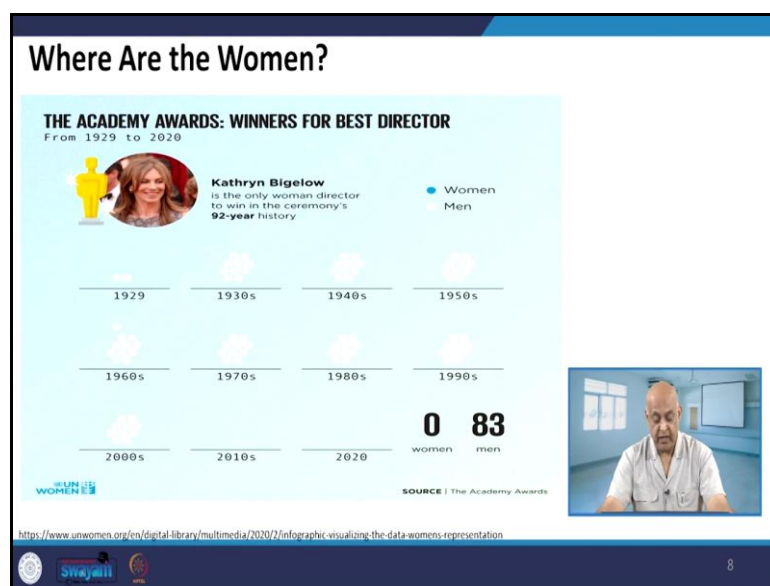 Where Are the Women?
THE ACADEMY AWARDS: WINNERS FOR BEST DIRECTOR
From 1929 to 2020
Kathryn Bigelow
is the only woman director
to win in the ceremony's
92-year history
Women
Men
1929 1930s 1940s 1950s
1960s 1970s 1980s 1990s
2000s 2010s 2020
0 83
women men
UN
WOMEN
SOURCE | The Academy Awards
https://www.unwomen.org/en/digital-library/multimedia/2020/2/infographic-visualizing-the-data-womens-representation
swayam
8